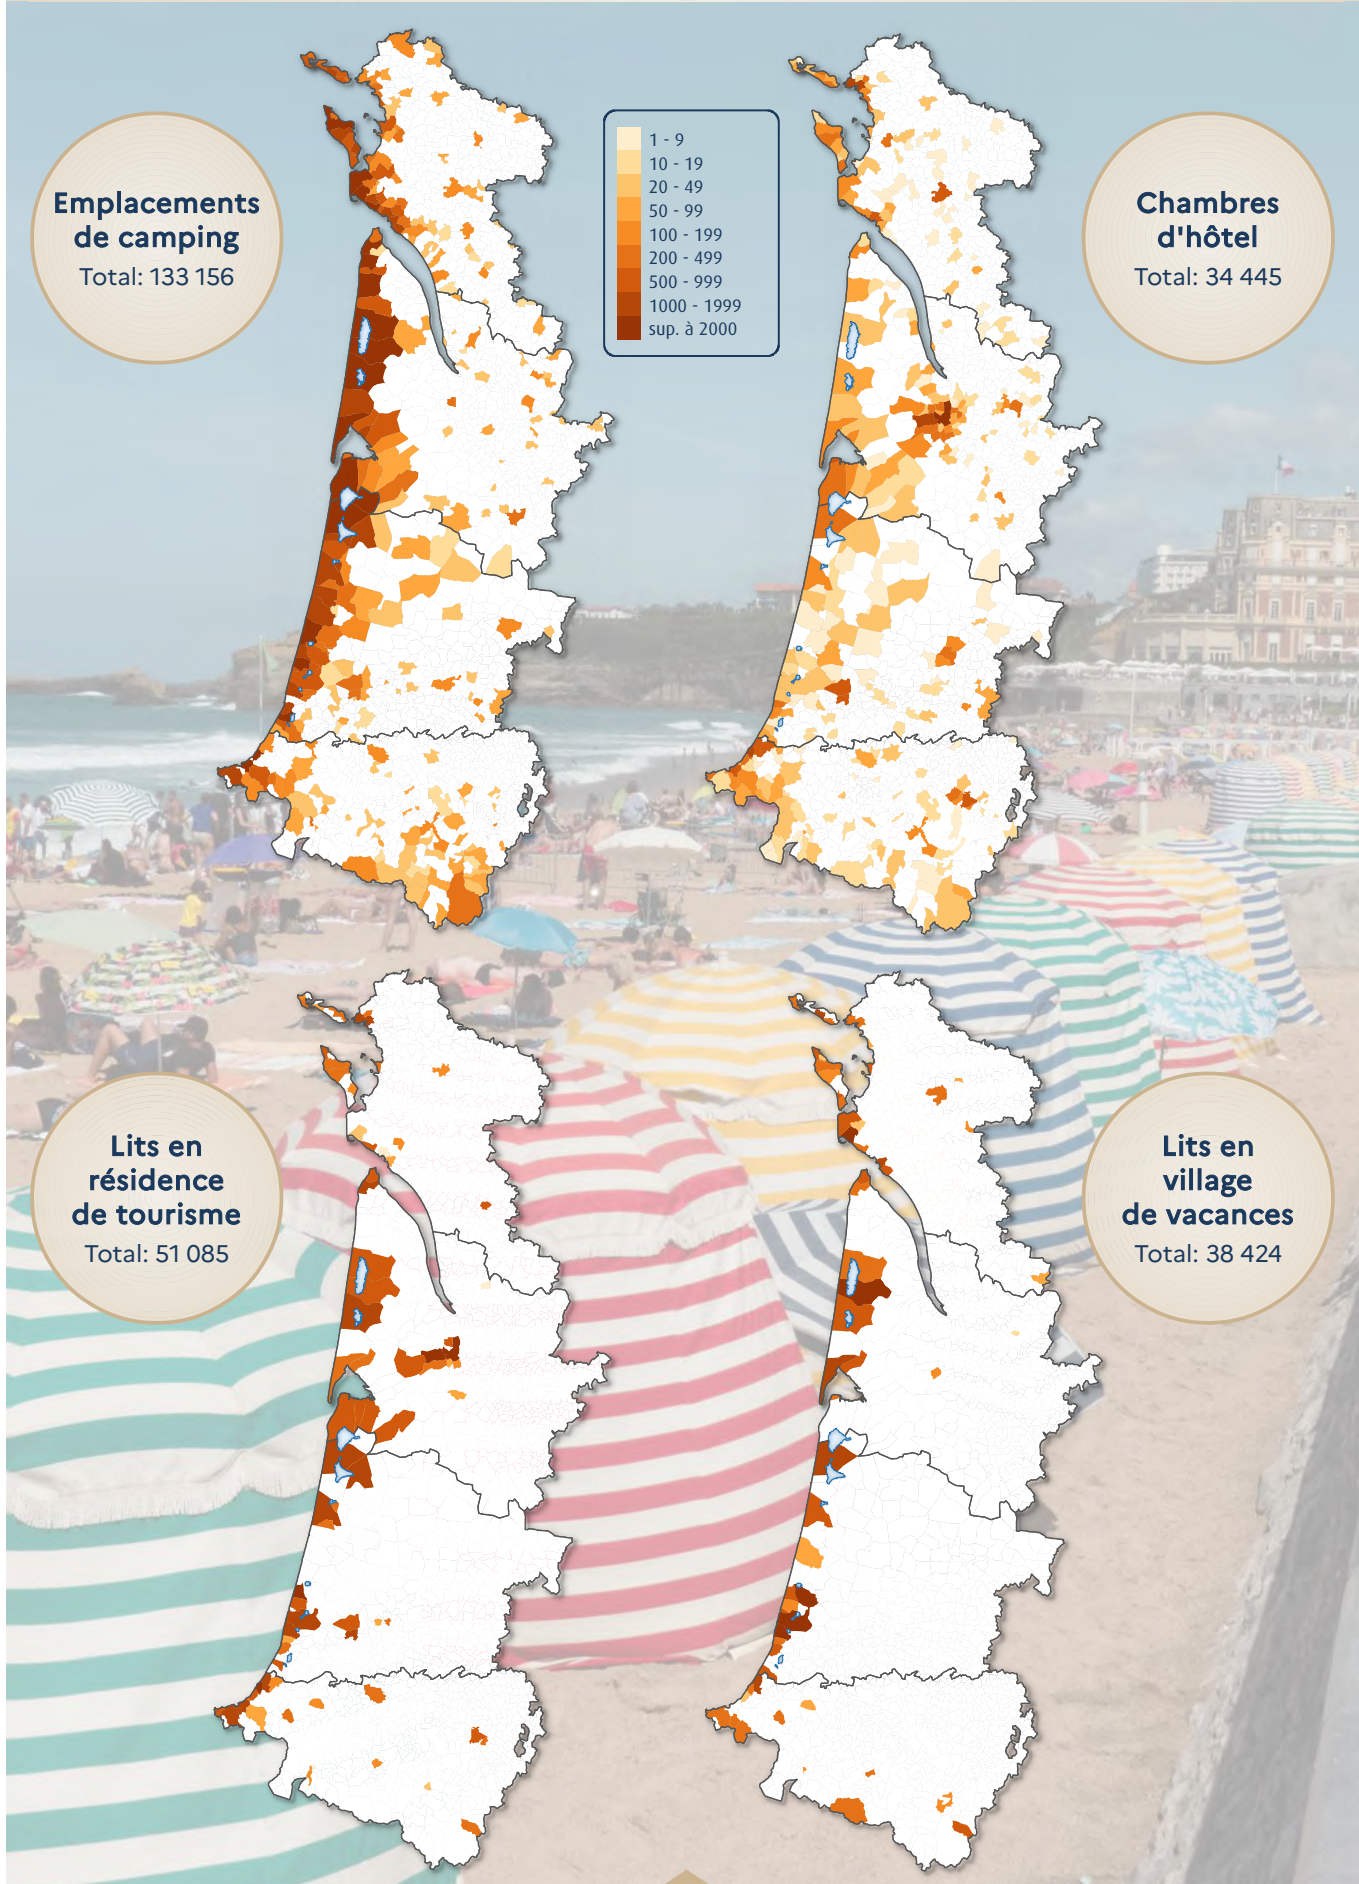 Emplacements
de camping
Total: 133 156
1 - 9
10 - 19
20 - 49
50 - 99
100 - 199
200 - 499
500 - 999
1000 - 1999
sup. à 2000
Chambres
d'hôtel
Total: 34 445
Lits en
résidence
de tourisme
Total: 51 085
Lits en
village
de vacances
Total: 38 424